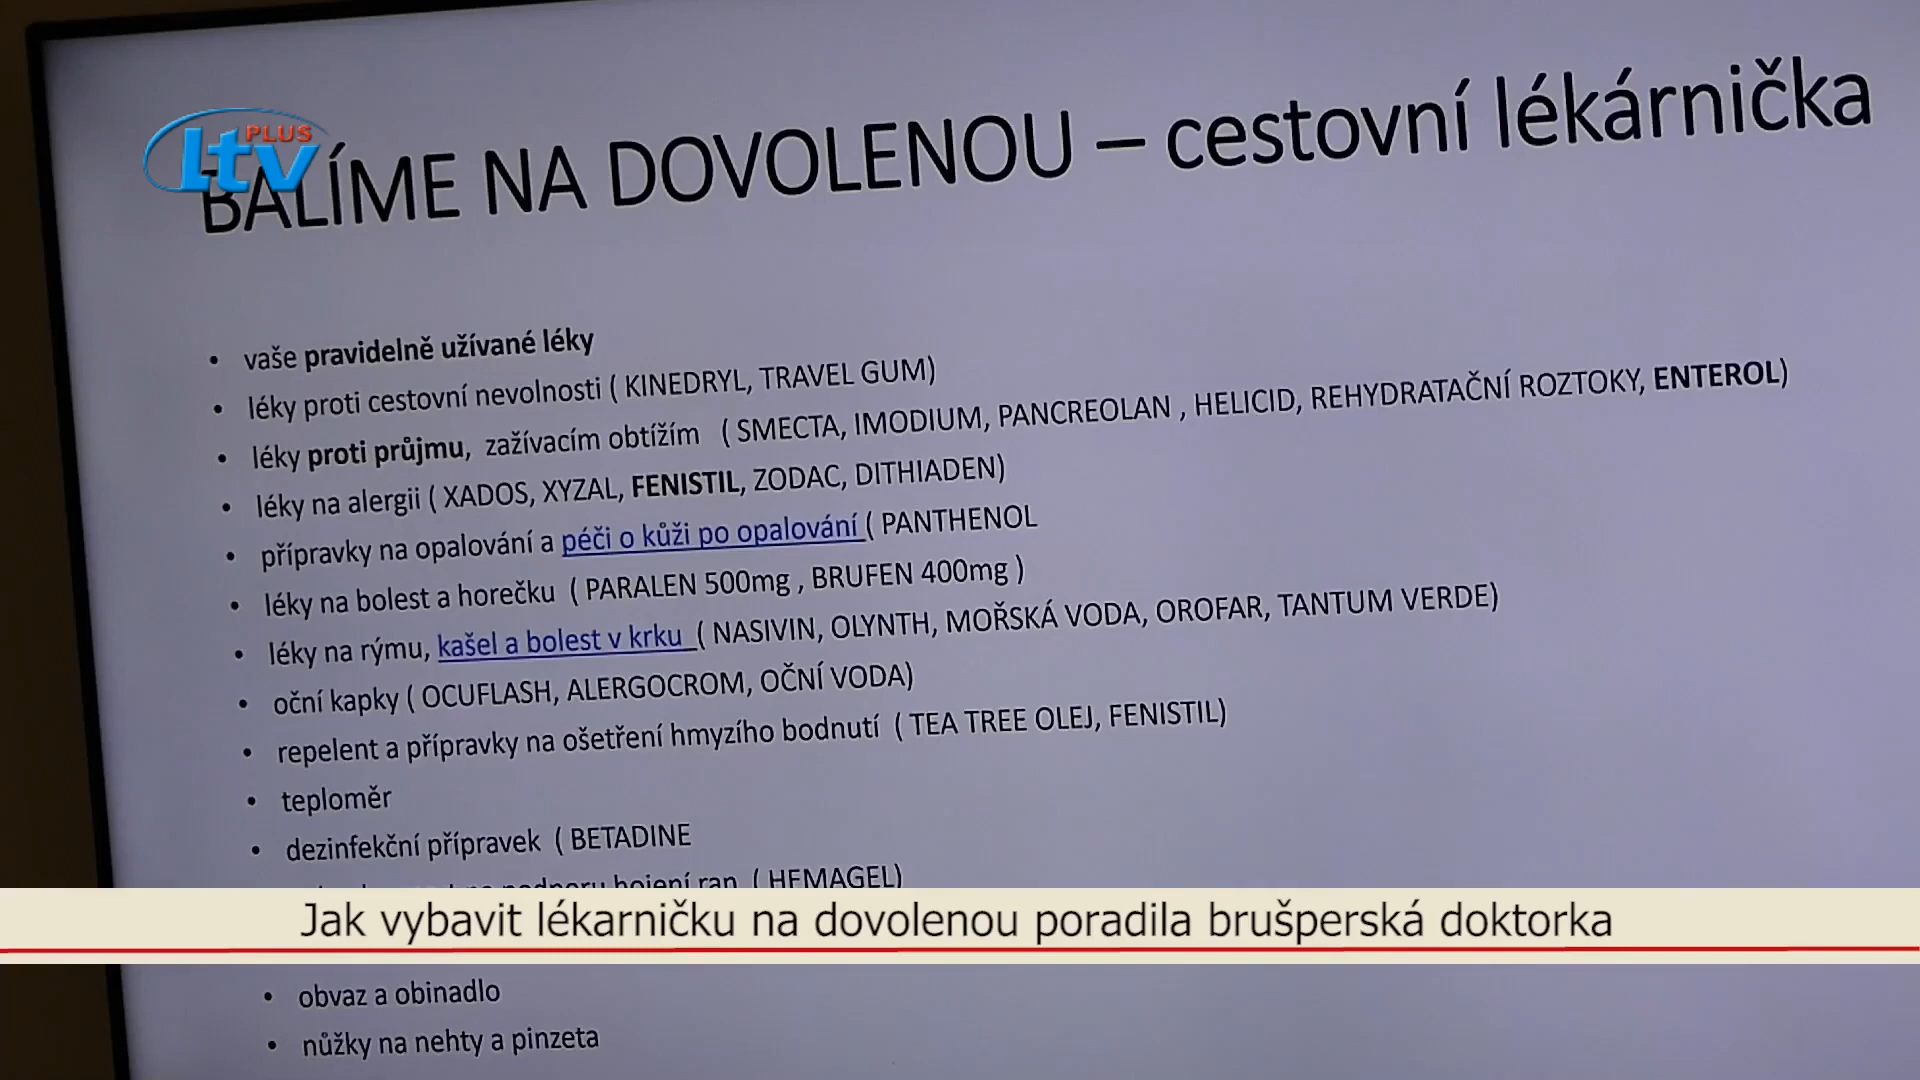 PLUS
ltv
BALÍME NA DOVOLENOU – cestovní lékárnička
• vaše pravidelně užívané léky
• léky proti cestovní nevolnosti ( KINEDRYL, TRAVEL GUM)
• léky proti průjmu, zažívacím obtížím ( SMECTA, IMODIUM, PANCREOLAN , HELICID, REHYDRATAČNÍ ROZTOKY, ENTEROL)
• léky na alergii ( XADOS, XYZAL, FENISTIL, ZODAC, DITHIADEN)
• přípravky na opalování a péči o kůži po opalování ( PANTHENOL
• léky na bolest a horečku ( PARALEN 500mg , BRUFEN 400mg )
• léky na rýmu, kašel a bolest v krku ( NASIVIN, OLYNTH, MOŘSKÁ VODA, OROFAR, TANTUM VERDE)
• oční kapky ( OCUFLASH, ALERGOCROM, OČNÍ VODA)
• repelent a přípravky na ošetření hmyzího bodnutí ( TEA TREE OLEJ, FENISTIL)
• teploměr
• dezinfekční přípravek ( BETADINE
podporu hojení ran ( HEMAGEL)
Jak vybavit lékarničku na dovolenou poradila brušperská doktorka
• obvaz a obinadlo
• nůžky na nehty a pinzeta